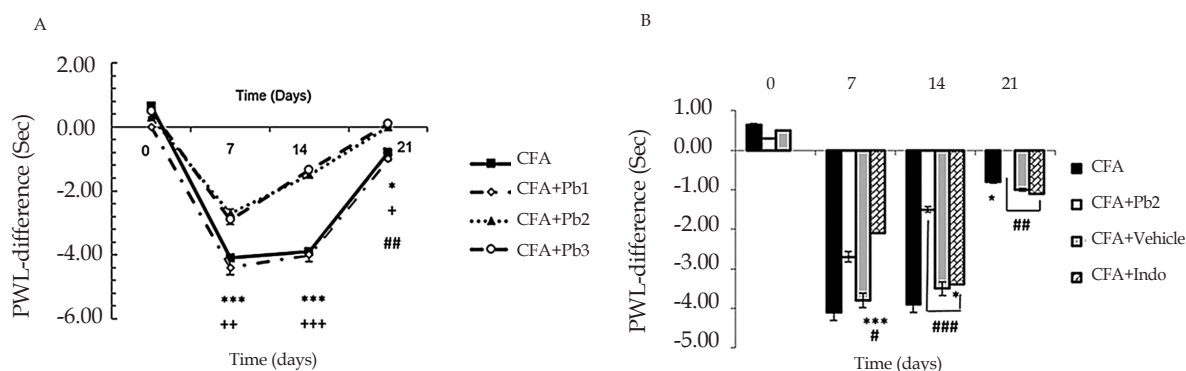 A
2.00
0.00
-2.00
-4.00
-6.00
PWL-difference (Sec)
Time (Days)
0
7
14
21
***
++
***
+++
*
+
##
Time (days)
CFA
CFA+Pb1
CFA+Pb2
CFA+Pb3
B
0 7 14 21
1.00
0.00
-1.00
-2.00
-3.00
-4.00
-5.00
PWL-difference (Sec)
***
#
*
###
*
##
Time (days)
CFA
CFA+Pb2
CFA+Vehicle
CFA+Indo